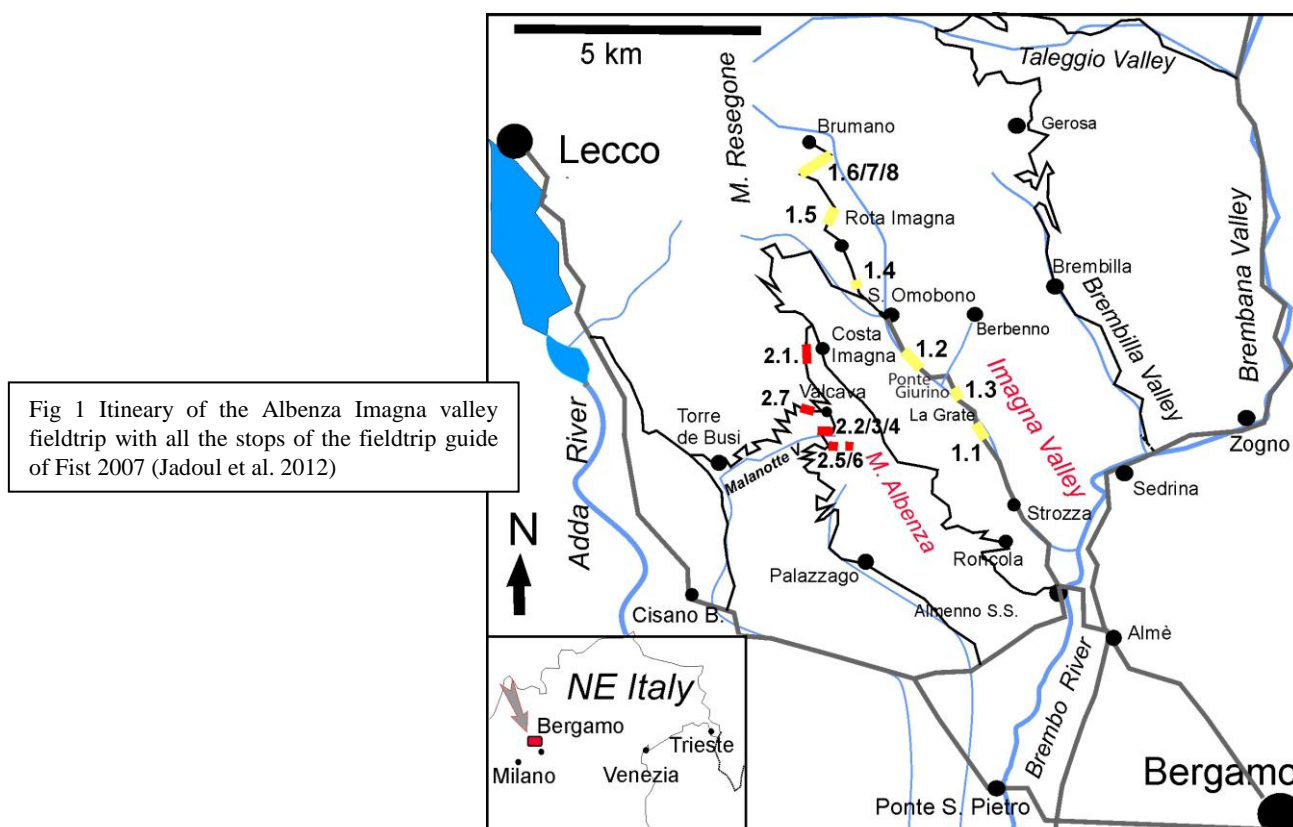 Fig 1 Itineary of the Albenza Imagna valley
fieldtrip with all the stops of the fieldtrip guide
of Fist 2007 (Jadoul et al. 2012)
5 km
Taleggio Valley
M. Resegone
Lecco
Brumano
Gerosa
1.6/7/8
1.5
Rota Imagna
Brembana Valley
1.4
S. Omobono
Brembilla
Berbenno
Brembilla Valley
Costa
Imagna
2.1.
1.2
Ponte
Giurino
1.3
Imagna Valley
La Grate
Valcava
2.7
Torre
de Busi
2.2/3/4
2.5/6
1.1
Malanotte V.
M. Albenza
Zogno
Sedrina
Strozza
Adda River
N
Roncola
Palazzago
Cisano B.
Almenno S.S.
Almè
NE Italy
Bergamo
Trieste
Milano
Venezia
Brembo River
Bergamo
Ponte S. Pietro